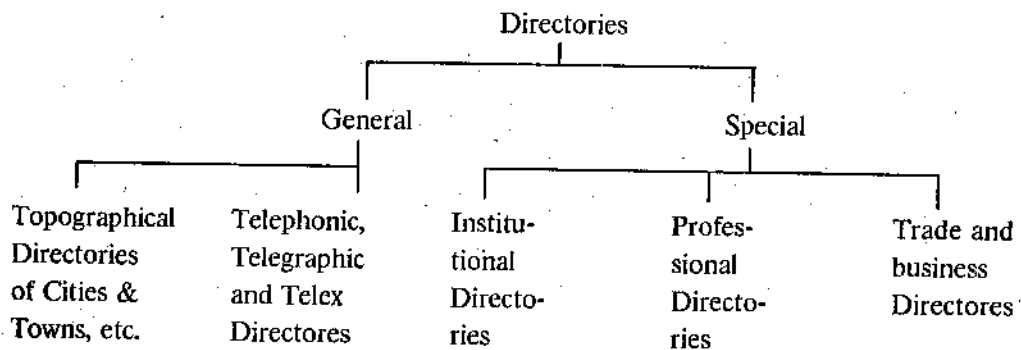 Directories
General
Special
Topographical
Directories
of Cities &
Towns, etc.
Telephonic,
Telegraphic
and Telex
Directores
Institu-
tional
Directo-
ries
Profes-
sional
Directo-
ries
Trade and
business
Directores